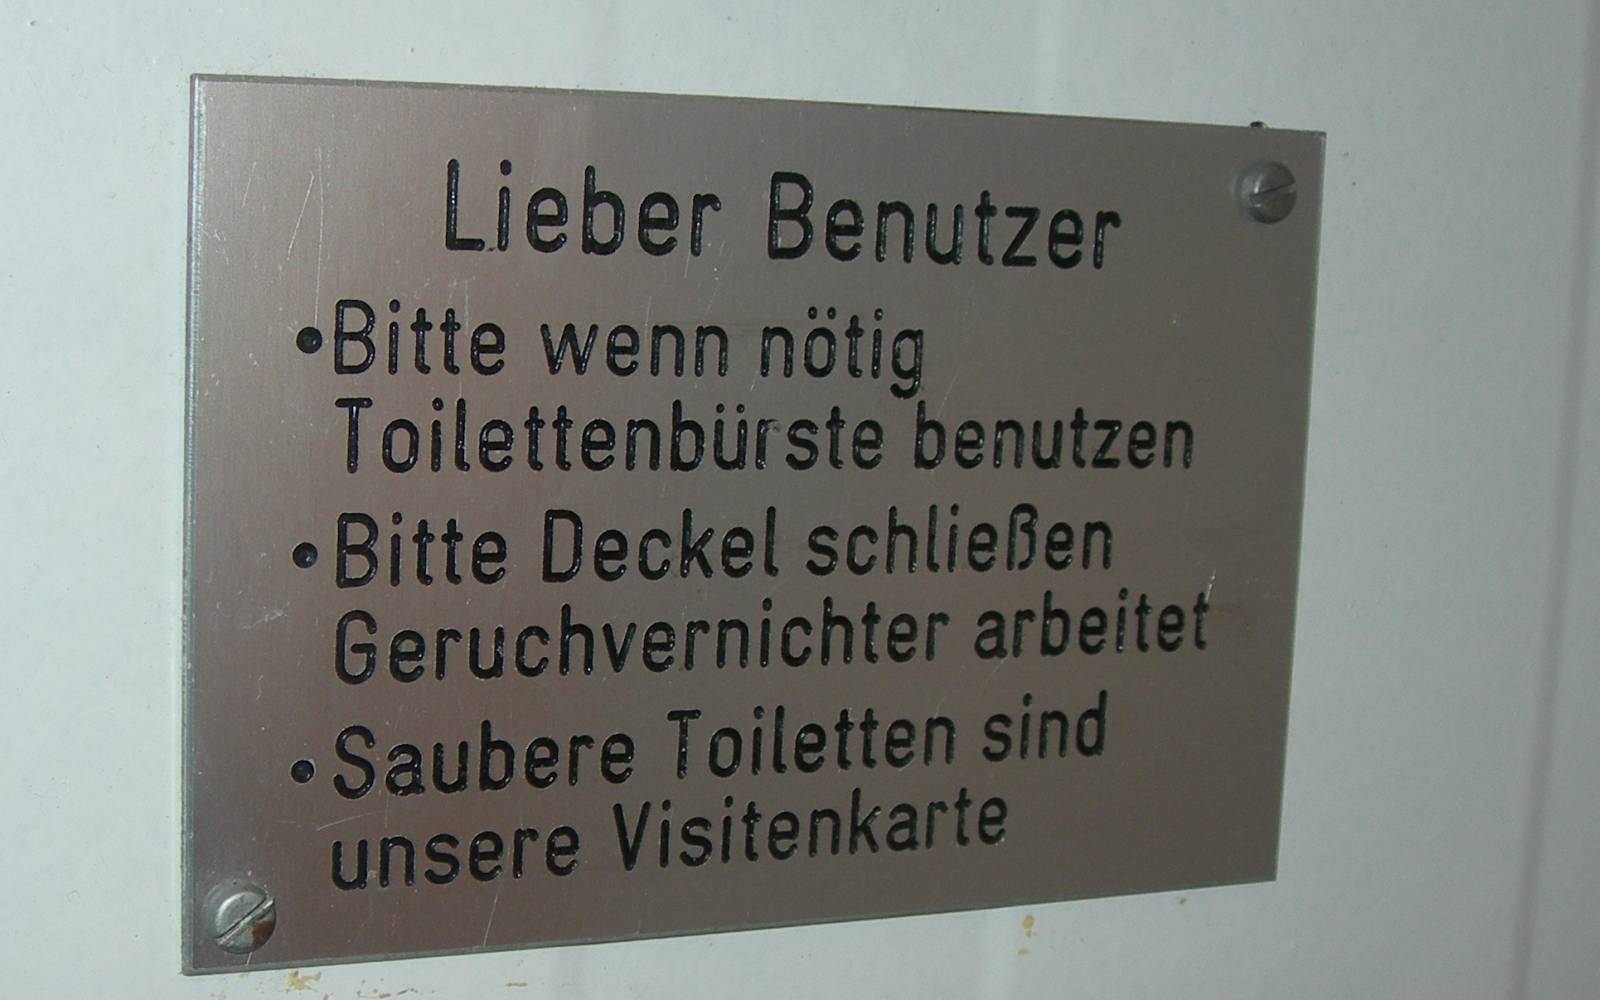 Lieber Benutzer
•Bitte wenn nötig
Toilettenbürste benutzen
•Bitte Deckel schließen
Geruchvernichter arbeitet
•Saubere Toiletten sind
unsere Visitenkarte